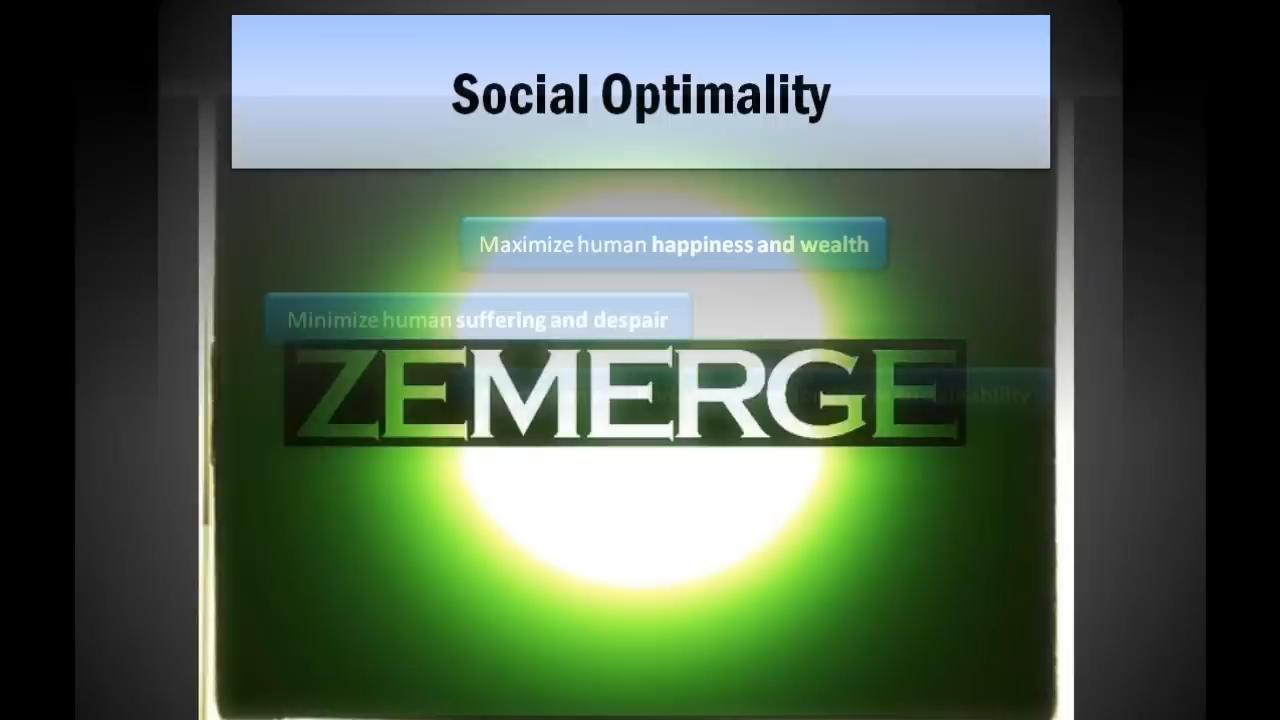 Social Optimality
Maximize human happiness and wealth
Minimize human suffering and despair
ZEMERGE